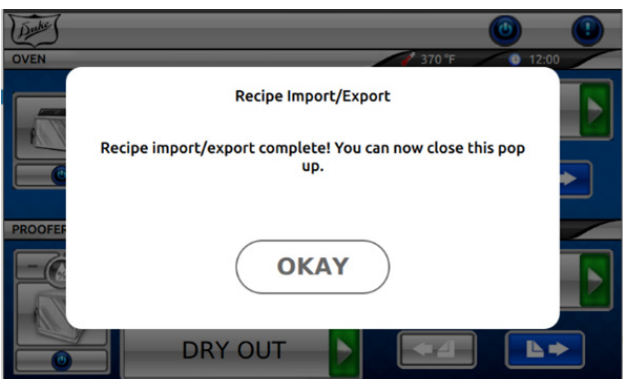 Duke
OVEN
370 °F
12:00
Recipe Import/Export
Recipe import/export complete! You can now close this pop
up.
OKAY
PROOFER
DRY OUT